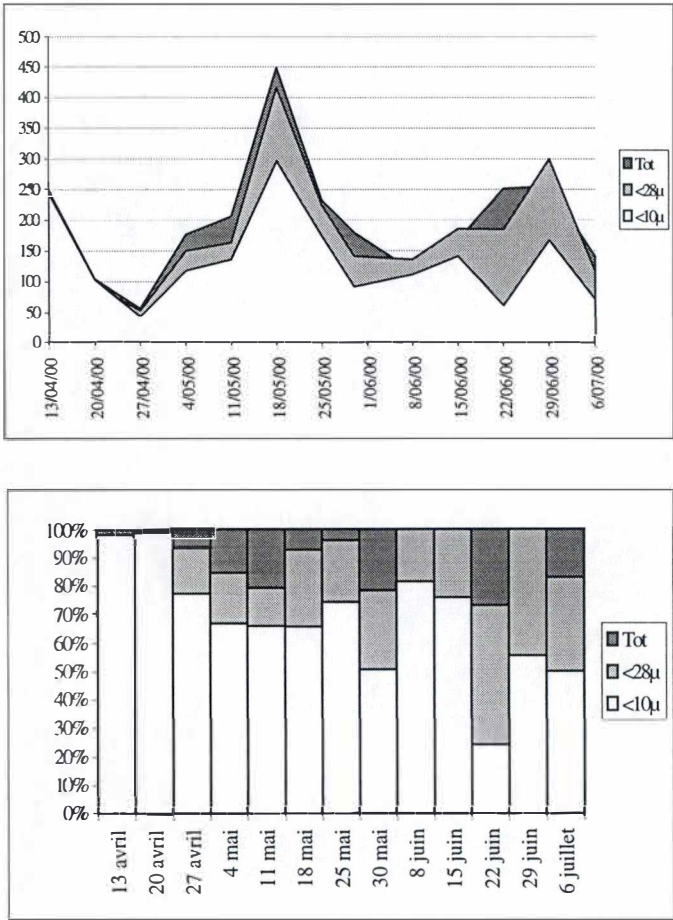 500
450
400
350
300
250
200
150
100
50
0
13/04/00
20/04/00
27/04/00
4/05/00
11/05/00
18/05/00
25/05/00
1/06/00
8/06/00
15/06/00
22/06/00
29/06/00
6/07/00
Tot
<28µ
<10µ
100%
90%
80%
70%
60%
50%
40%
30%
20%
10%
0%
13 avril
20 avril
27 avril
4 mai
11 mai
18 mai
25 mai
30 mai
8 juin
15 juin
22 juin
29 juin
6 juillet
Tot
<28µ
<10µ